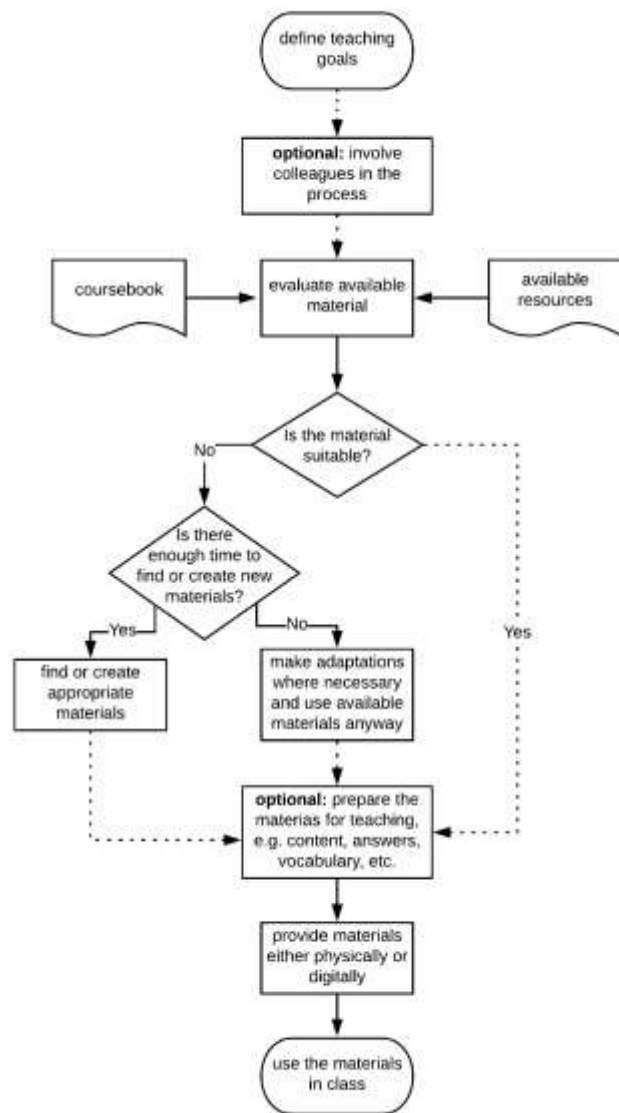 define teaching
goals
optional: involve
colleagues in the
process
coursebook
evaluate available
material
available
resources
Is the material
suitable?
No
Is there
enough time to
find or create new
materials?
Yes
No
Yes
find or create
appropriate
materials
make adaptations
where necessary
and use available
materials anyway
optional: prepare the
materias for teaching,
e.g. content, answers,
vocabulary, etc.
provide materials
either physically or
digitally
use the materials
in class